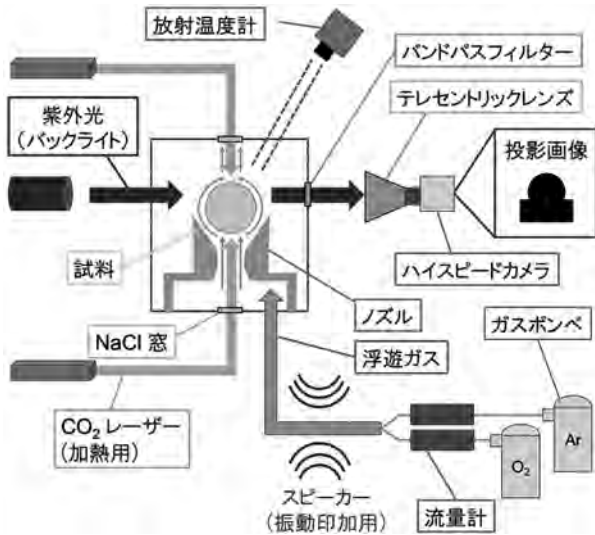 放射温度計
バンドパスフィルター
テレセントリックレンズ
紫外光
(バックライト)
投影画像
試料
ハイスピードカメラ
ノズル
NaCl 窓
浮遊ガス
ガスボンベ
CO₂ レーザー
(加熱用)
Ar
O₂
スピーカー
(振動印加用)
流量計